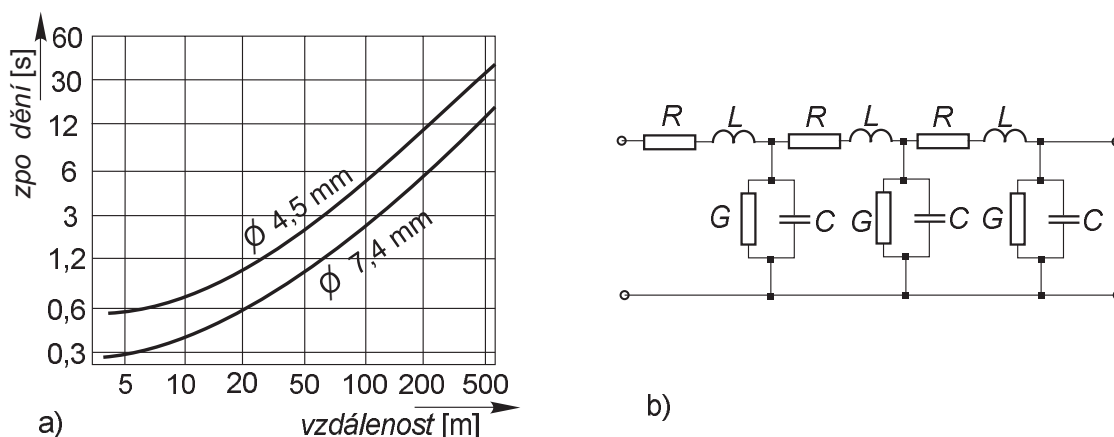 zpo dění [s]
60
30
12
6
3
1,2
0,6
0,3
ϕ 4,5 mm
ϕ 7,4 mm
5 10 20 50 100 200 500
vzdálenost [m]
a)
R L R L R L
G C G C G C
b)